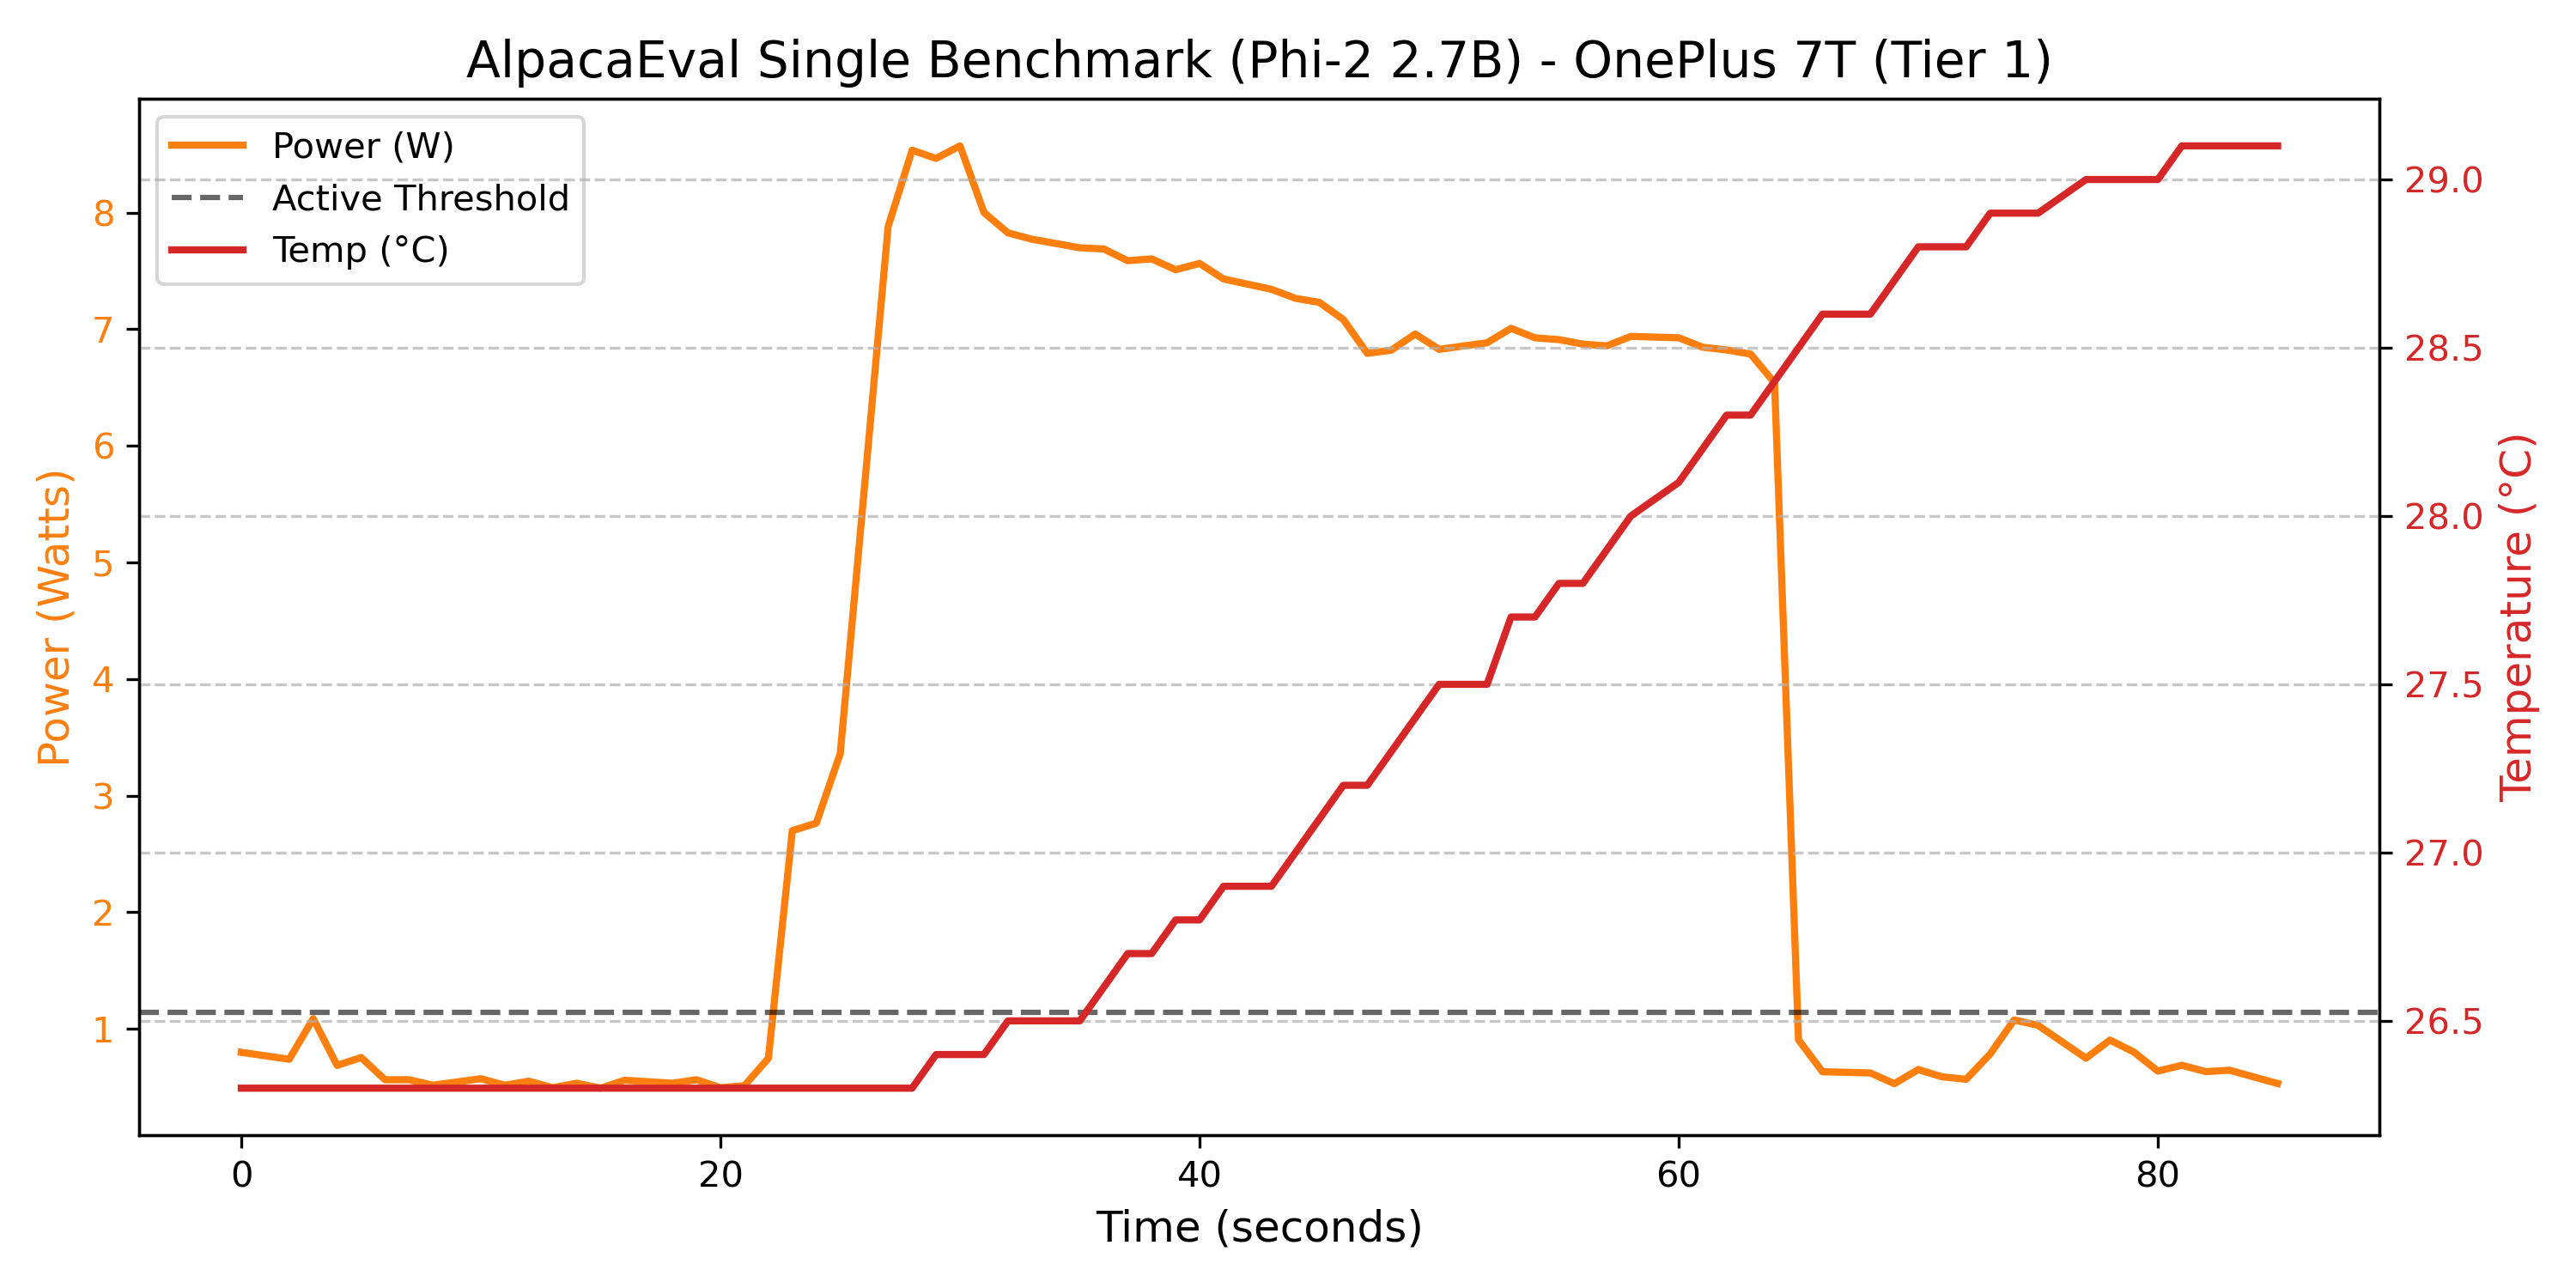 AlpacaEval Single Benchmark (Phi-2 2.7B) - OnePlus 7T (Tier 1)
Power (W)
Active Threshold
Temp (°C)
Power (Watts)
8
7
6
5
4
3
2
1
29.0
28.5
28.0
27.5
27.0
26.5
Temperature (°C)
0 20 40 60 80
Time (seconds)